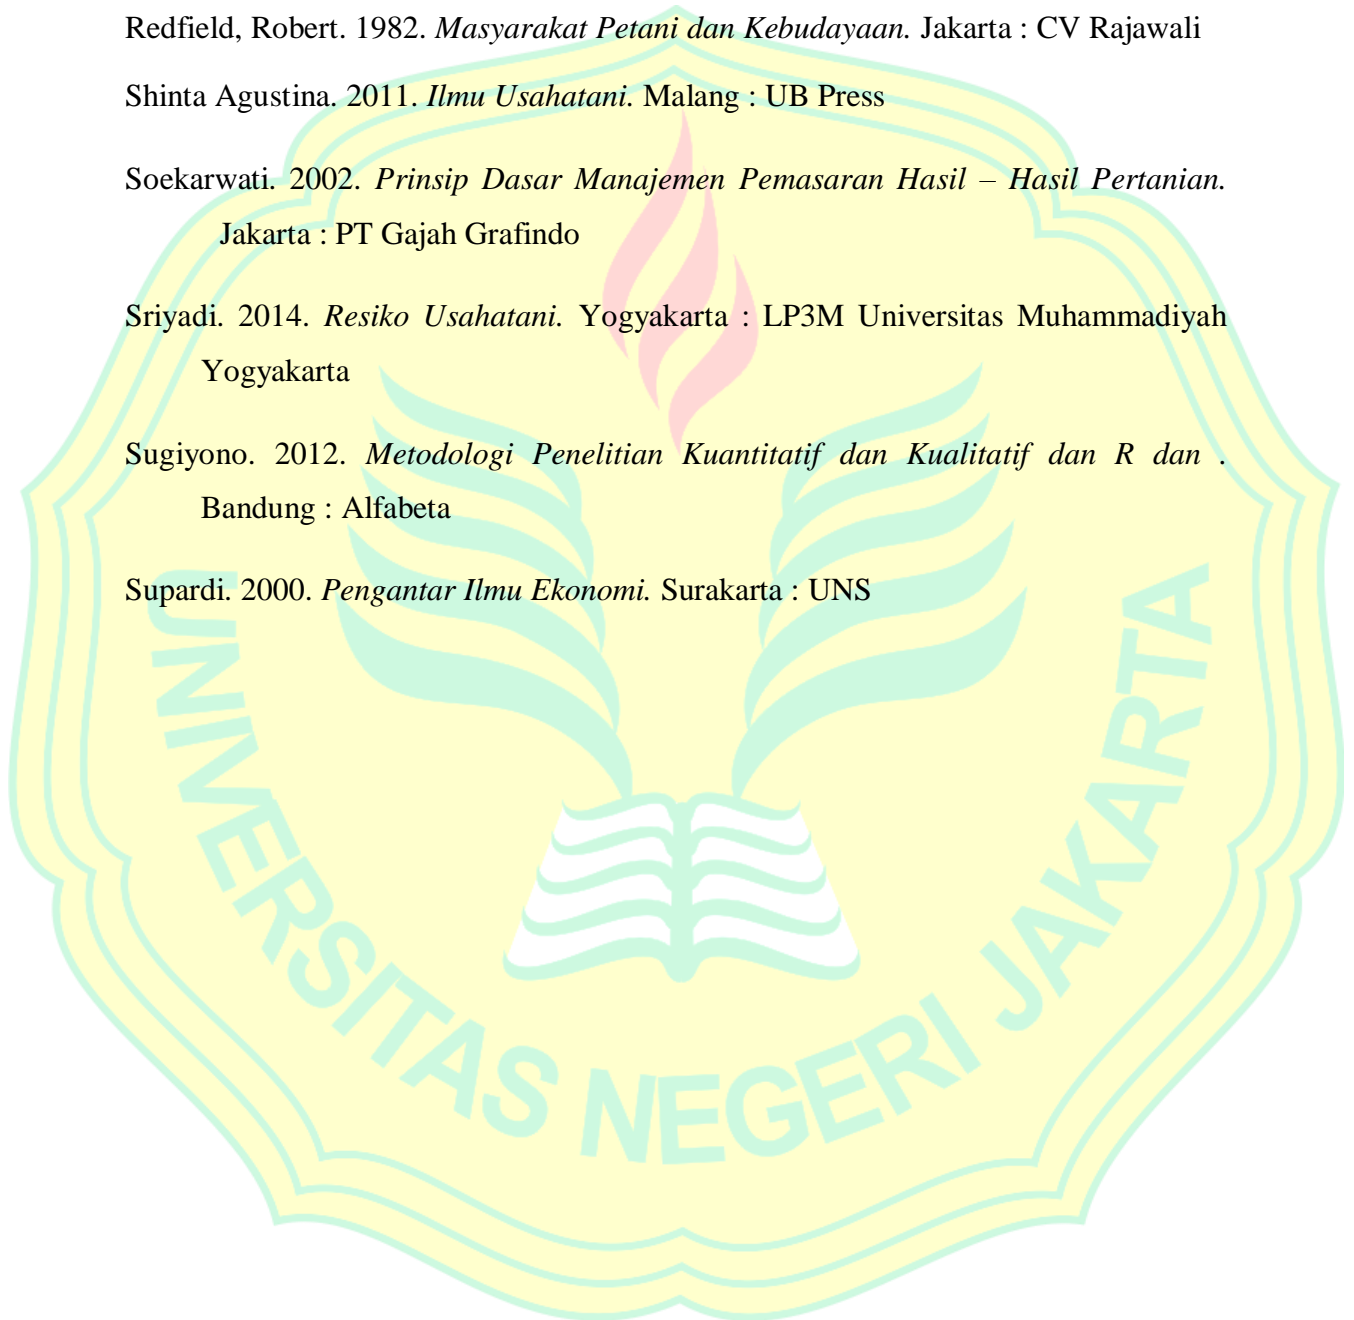 Redfield, Robert. 1982. Masyarakat Petani dan Kebudayaan. Jakarta : CV Rajawali
Shinta Agustina. 2011. Ilmu Usahatani. Malang : UB Press
Soekarwati. 2002. Prinsip Dasar Manajemen Pemasaran Hasil – Hasil Pertanian.
Jakarta : PT Gajah Grafindo
Sriyadi. 2014. Resiko Usahatani. Yogyakarta : LP3M Universitas Muhammadiyah
Yogyakarta
Sugiyono. 2012. Metodologi Penelitian Kuantitatif dan Kualitatif dan R dan .
Bandung : Alfabeta
Supardi. 2000. Pengantar Ilmu Ekonomi. Surakarta : UNS
UNIVERSITAS NEGERI JAKARTA